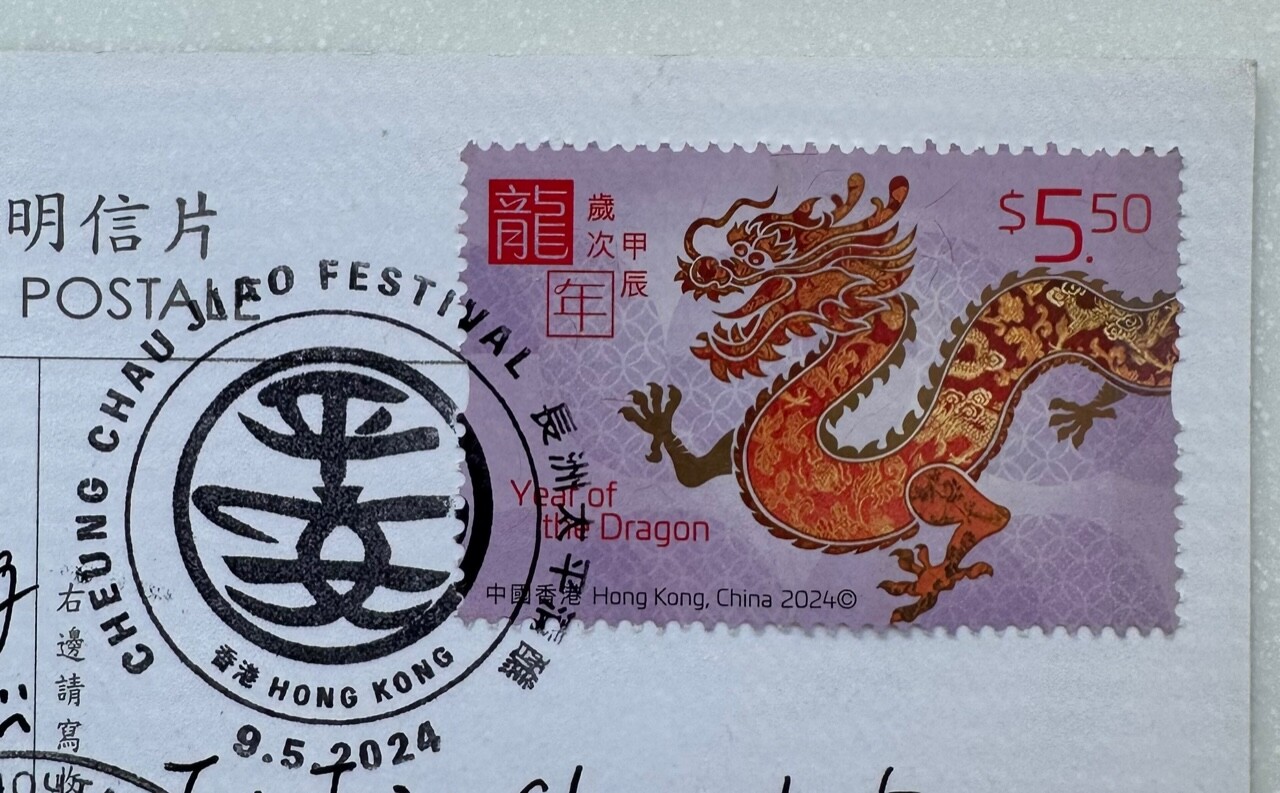 明信片
POSTALE
龍年
歲次甲辰
$5.50
CHEUNG CHAU JIAO FESTIVAL
長洲太平清醮
平安
Year of
the Dragon
中國香港 Hong Kong, China 2024©
香港 HONG KONG
9.5.2024
右邊請寫收